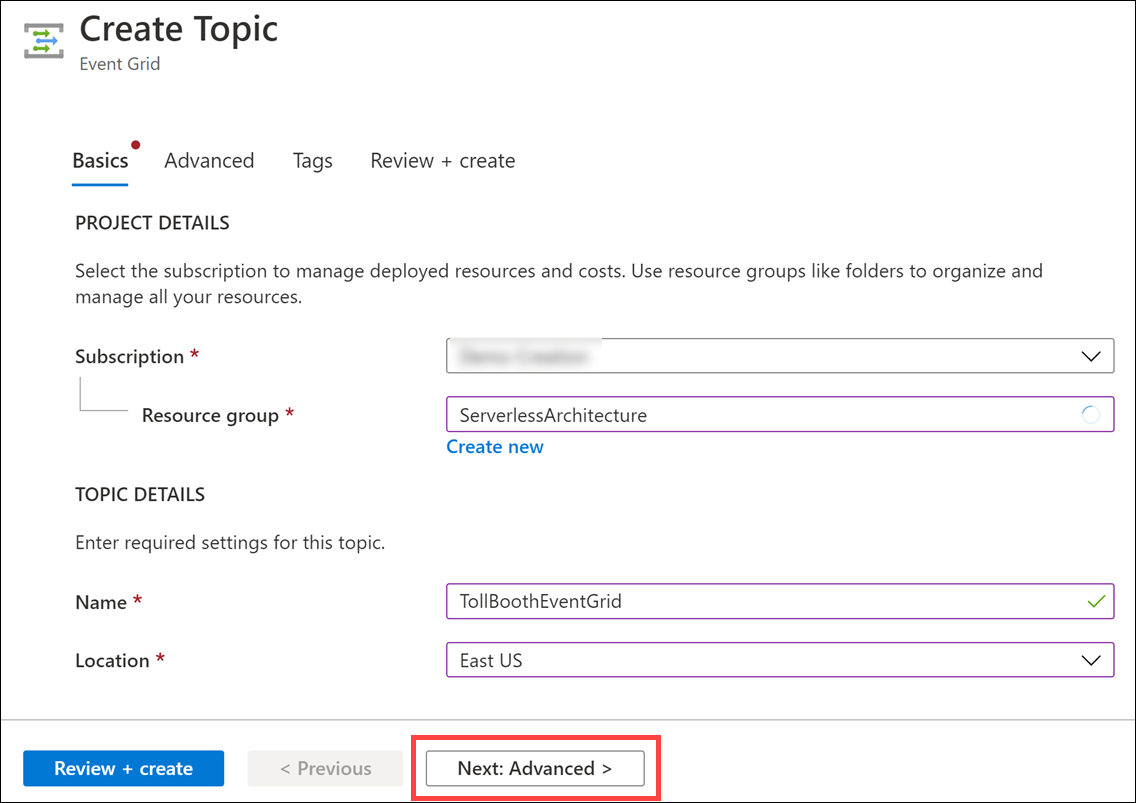 Create Topic
Event Grid
Basics Advanced Tags Review + create
PROJECT DETAILS
Select the subscription to manage deployed resources and costs. Use resource groups like folders to organize and
manage all your resources.
Subscription *
Resource group * ServerlessArchitecture
Create new
TOPIC DETAILS
Enter required settings for this topic.
Name * TollBoothEventGrid
Location * East US
Review + create < Previous Next: Advanced >